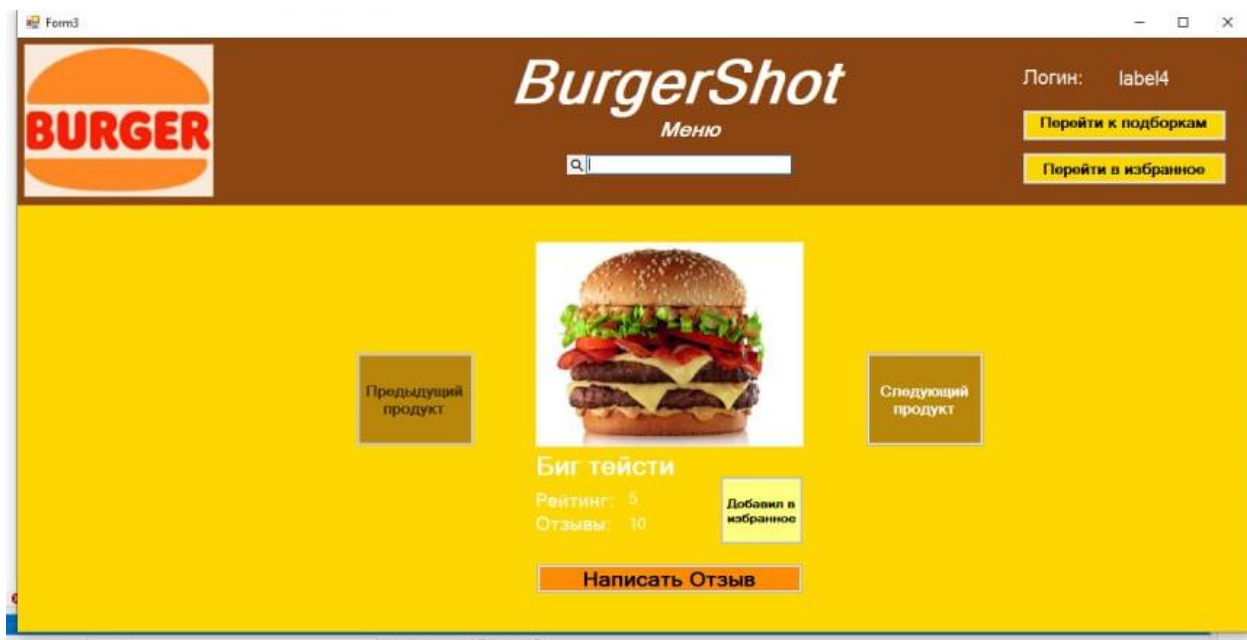 Form3
BURGER
BurgerShot
Меню
Логин: label4
Перейти к подборкам
Перейти в избранное
Предыдущий
продукт
Следующий
продукт
Биг тейсти
Рейтинг: 5
Отзывы: 10
Добавил в
избранное
Написать Отзыв